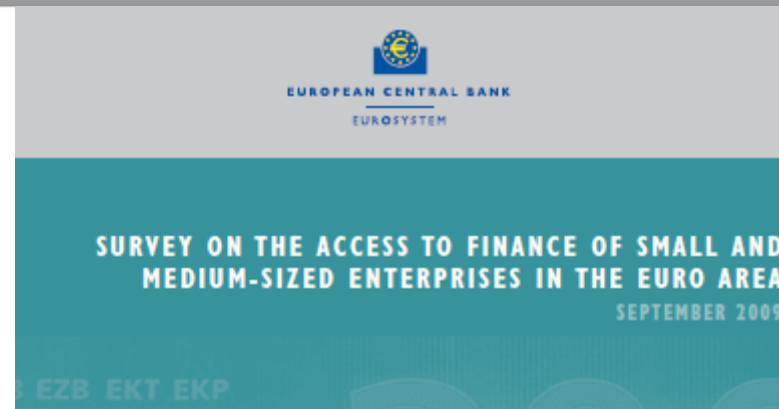 EUROPEAN CENTRAL BANK
EUROSYSTEM
SURVEY ON THE ACCESS TO FINANCE OF SMALL AND
MEDIUM-SIZED ENTERPRISES IN THE EURO AREA
SEPTEMBER 2009
EZB EKT EKP